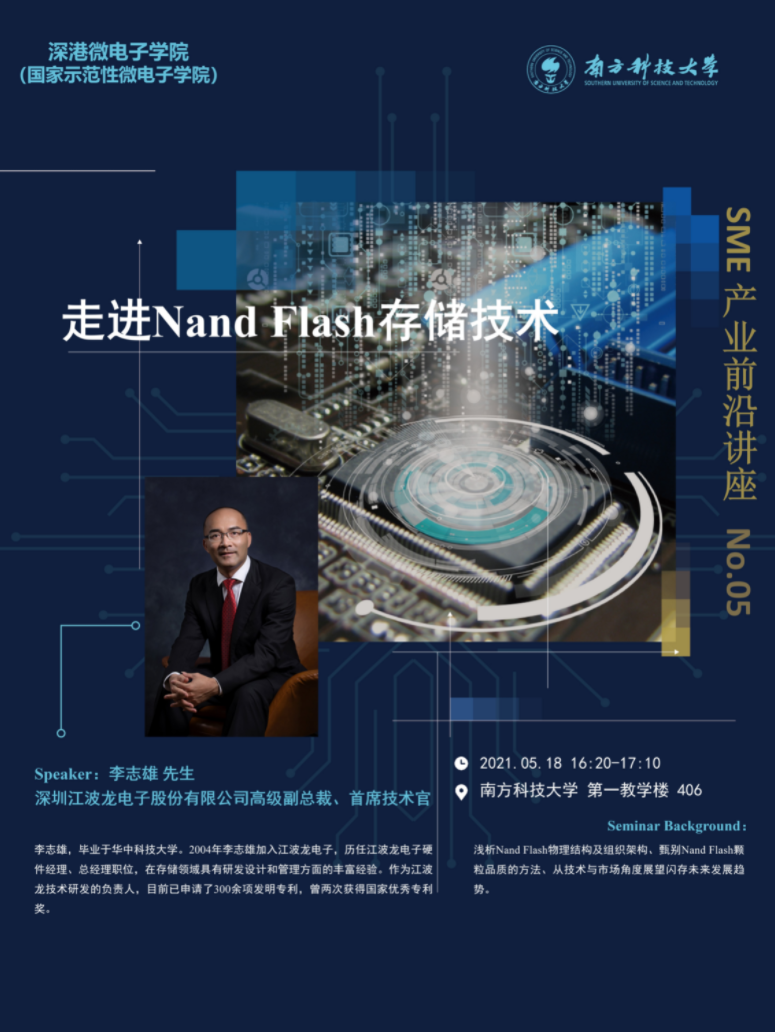 深港微电子学院
(国家示范性微电子学院)
南方科技大学
SOUTHERN UNIVERSITY OF SCIENCE AND TECHNOLOGY
SME 产业前沿讲座 No.05
走进Nand Flash存储技术
Speaker：李志雄 先生
深圳江波龙电子股份有限公司高级副总裁、首席技术官
李志雄，毕业于华中科技大学。2004年李志雄加入江波龙电子，历任江波龙电子硬
件经理、总经理职位，在存储领域具有研发设计和管理方面的丰富经验。作为江波
龙技术研发的负责人，目前已申请了300余项发明专利，曾两次获得国家优秀专利
奖。
2021.05.18 16:20-17:10
南方科技大学 第一教学楼 406
Seminar Background：
浅析Nand Flash物理结构及组织架构、甄别Nand Flash颗
粒品质的方法、从技术与市场角度展望闪存未来发展趋
势。